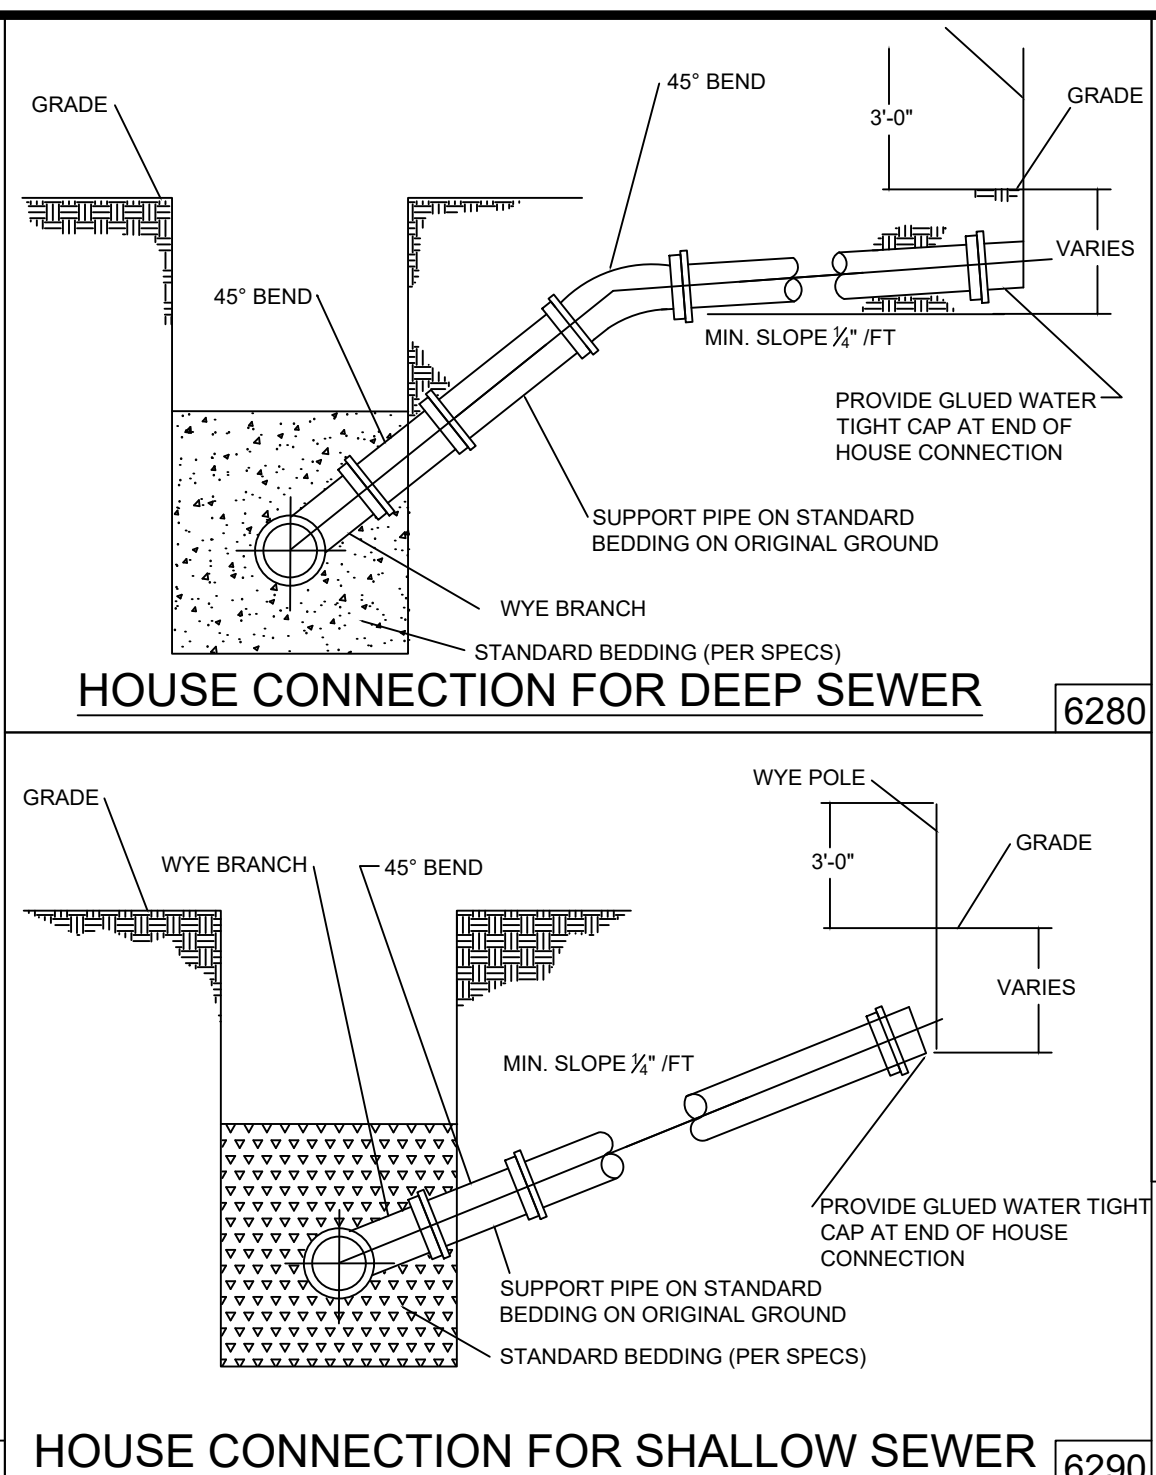 GRADE
45° BEND
3'-0"
GRADE
VARIES
45° BEND
MIN. SLOPE ¼" /FT
PROVIDE GLUED WATER
TIGHT CAP AT END OF
HOUSE CONNECTION
SUPPORT PIPE ON STANDARD
BEDDING ON ORIGINAL GROUND
WYE BRANCH
STANDARD BEDDING (PER SPECS)
HOUSE CONNECTION FOR DEEP SEWER
6280
WYE POLE
GRADE
GRADE
3'-0"
WYE BRANCH
45° BEND
VARIES
MIN. SLOPE ¼" /FT
PROVIDE GLUED WATER TIGHT
CAP AT END OF HOUSE
CONNECTION
SUPPORT PIPE ON STANDARD
BEDDING ON ORIGINAL GROUND
STANDARD BEDDING (PER SPECS)
HOUSE CONNECTION FOR SHALLOW SEWER
6290